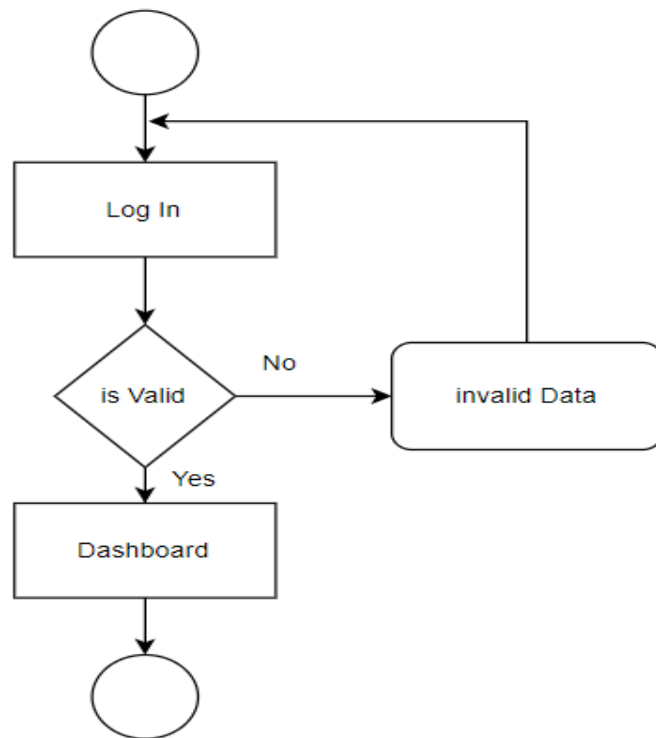 Log In
is Valid
No
invalid Data
Yes
Dashboard